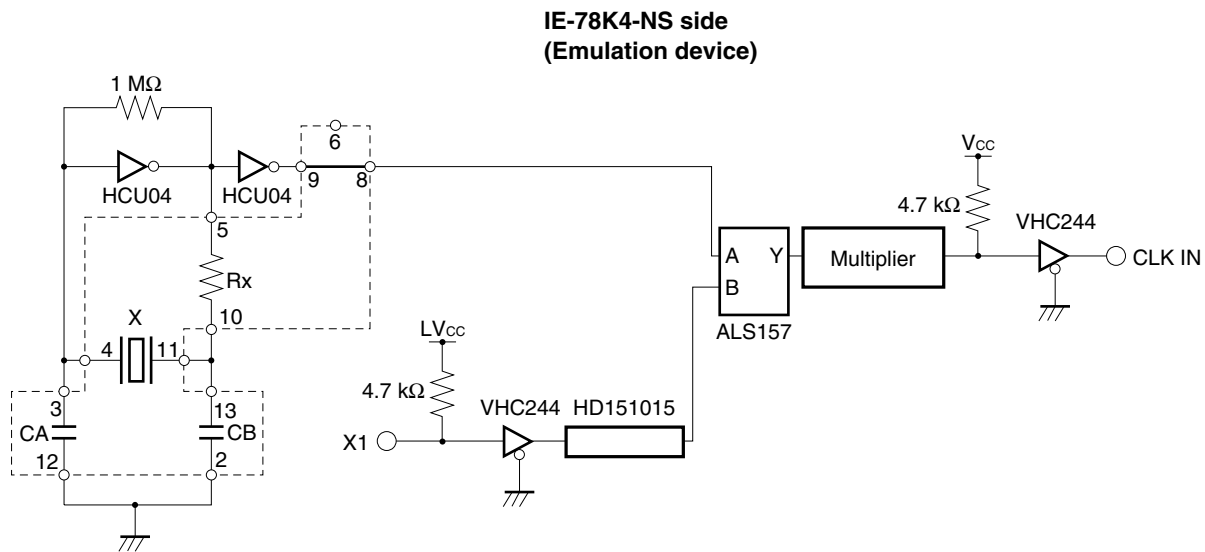 IE-78K4-NS side
(Emulation device)
1 MΩ
HCU04
HCU04
6
9
8
5
Rx
10
X
4
11
3
13
CA
CB
12
2
VCC
4.7 kΩ
VHC244
A
Y
B
ALS157
Multiplier
CLK IN
LVCC
4.7 kΩ
VHC244
HD151015
X1